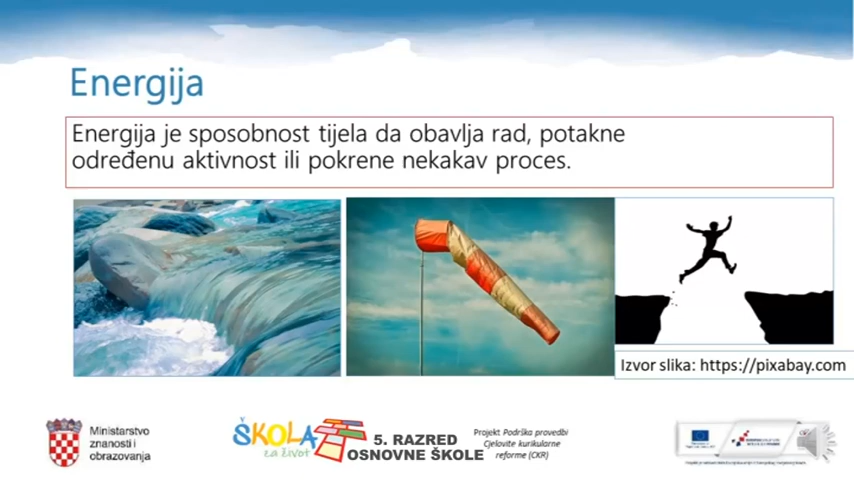 Energija
Energija je sposobnost tijela da obavlja rad, potakne
određenu aktivnost ili pokrene nekakav proces.
Izvor slika: https://pixabay.com
Ministarstvo
znanosti i
obrazovanja
ŠKOLA
za život
5. RAZRED
OSNOVNE ŠKOLE
Projekt Podrška provedbi
Cjelovite kurikularne
reforme (CKR)